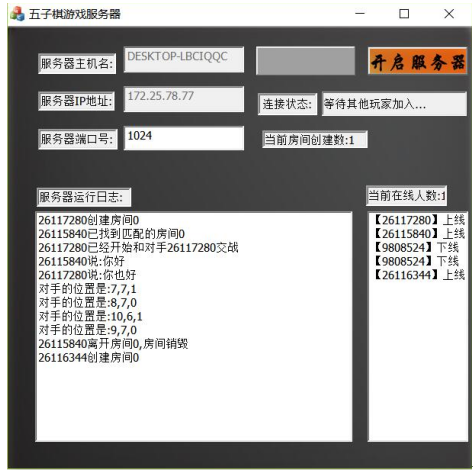 五子棋游戏服务器
服务器主机名:
DESKTOP-LBCIQQC
开启服务器
服务器IP地址:
172.25.78.77
连接状态:
等待其他玩家加入...
服务器端口号:
1024
当前房间创建数:1
服务器运行日志:
当前在线人数:1
26117280创建房间0
26115840已找到匹配的房间0
26117280已经开始和对手26117280交战
26115840说:你好
26117280说:你也好
对手的位置是:7,7,1
对手的位置是:8,7,0
对手的位置是:10,6,1
对手的位置是:9,7,0
26115840离开房间0,房间销毁
26116344创建房间0
【26117280】上线
【26115840】上线
【9808524】下线
【9808524】下线
【26116344】上线